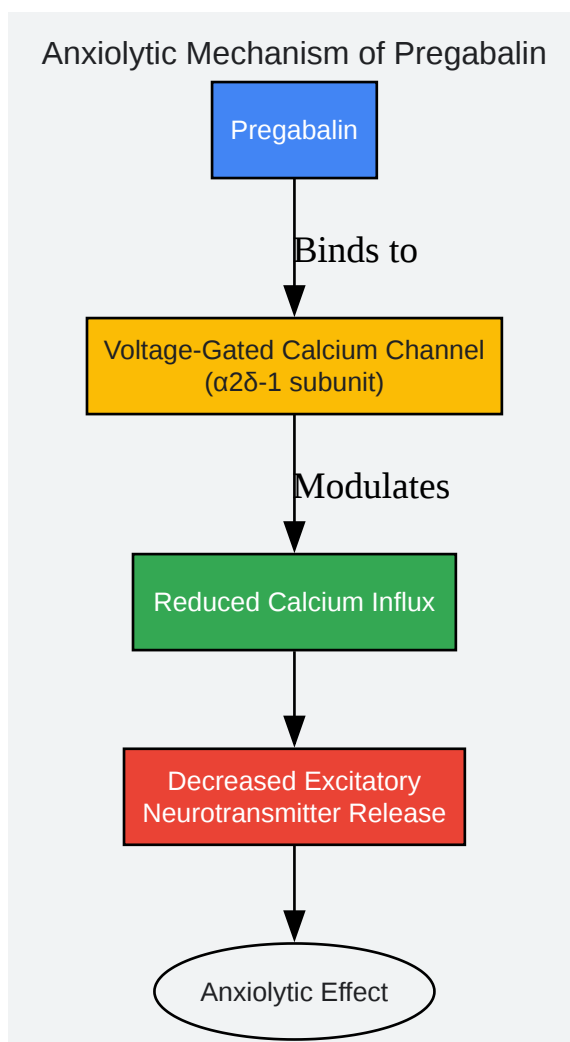 Anxiolytic Mechanism of Pregabalin
Pregabalin
Binds to
Voltage-Gated Calcium Channel
(α2δ-1 subunit)
Modulates
Reduced Calcium Influx
Decreased Excitatory
Neurotransmitter Release
Anxiolytic Effect